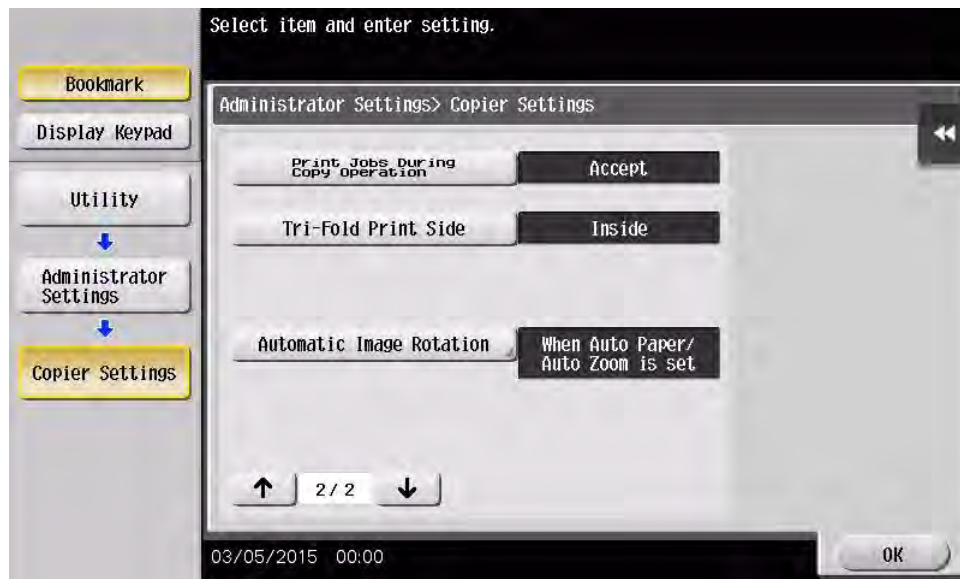 Select item and enter setting.
Bookmark
Display Keypad
Utility
Administrator
Settings
Copier Settings
Administrator Settings> Copier Settings
Print Jobs During
Copy Operation
Accept
Tri-Fold Print Side
Inside
Automatic Image Rotation
When Auto Paper/
Auto Zoom is set
2/ 2
03/05/2015 00:00
OK